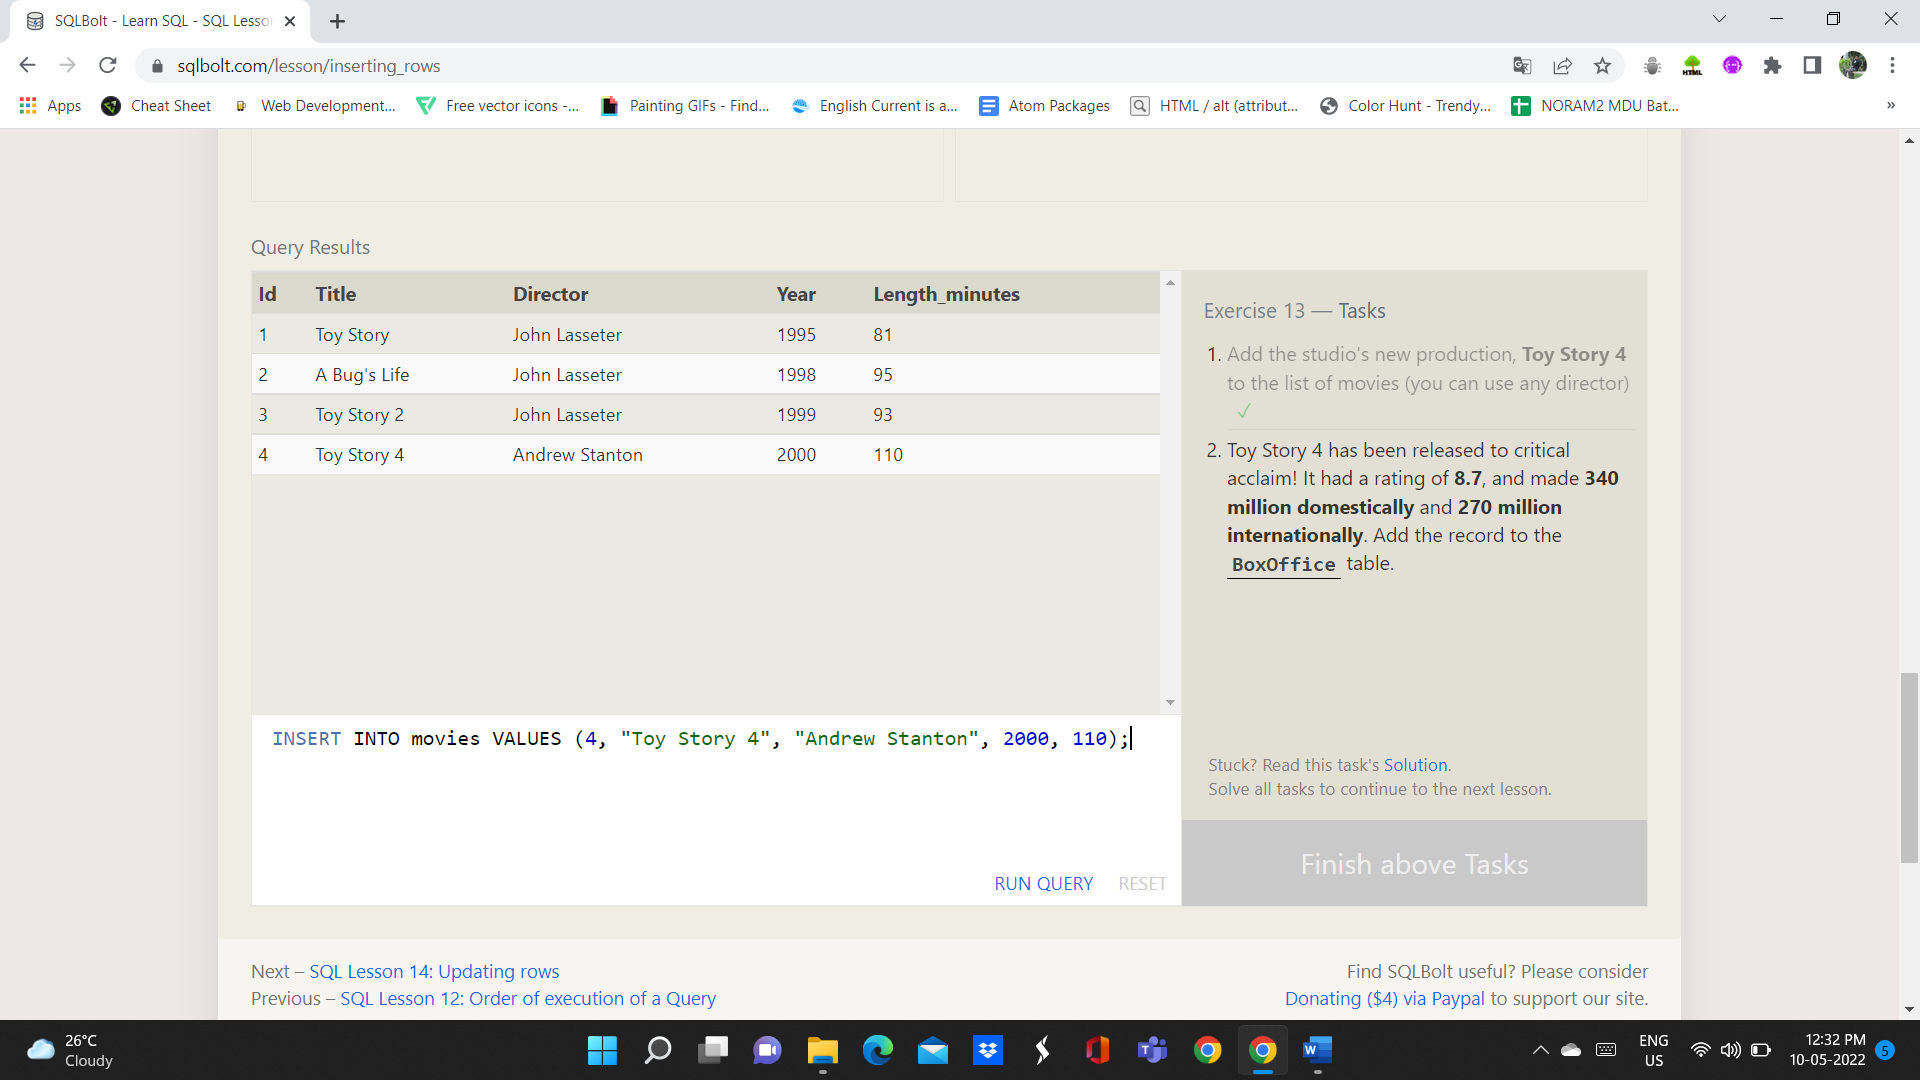 SQLBolt - Learn SQL - SQL Lesso
sqlbolt.com/lesson/inserting_rows
Apps Cheat Sheet Web Development... Free vector icons -... Painting GIFs - Find... English Current is a... Atom Packages HTML / alt (attribut... Color Hunt - Trendy... NORAM2 MDU Bat... »
Query Results
Id Title Director Year Length_minutes
1 Toy Story John Lasseter 1995 81
2 A Bug's Life John Lasseter 1998 95
3 Toy Story 2 John Lasseter 1999 93
4 Toy Story 4 Andrew Stanton 2000 110
INSERT INTO movies VALUES (4, "Toy Story 4", "Andrew Stanton", 2000, 110);
RUN QUERY RESET
Exercise 13 — Tasks
1. Add the studio's new production, Toy Story 4
to the list of movies (you can use any director)
✓
2. Toy Story 4 has been released to critical
acclaim! It had a rating of 8.7, and made 340
million domestically and 270 million
internationally. Add the record to the
BoxOffice table.
Stuck? Read this task's Solution.
Solve all tasks to continue to the next lesson.
Finish above Tasks
Next – SQL Lesson 14: Updating rows
Previous – SQL Lesson 12: Order of execution of a Query
Find SQLBolt useful? Please consider
Donating ($4) via Paypal to support our site.
26°C
Cloudy
ENG
US
12:32 PM
10-05-2022
5